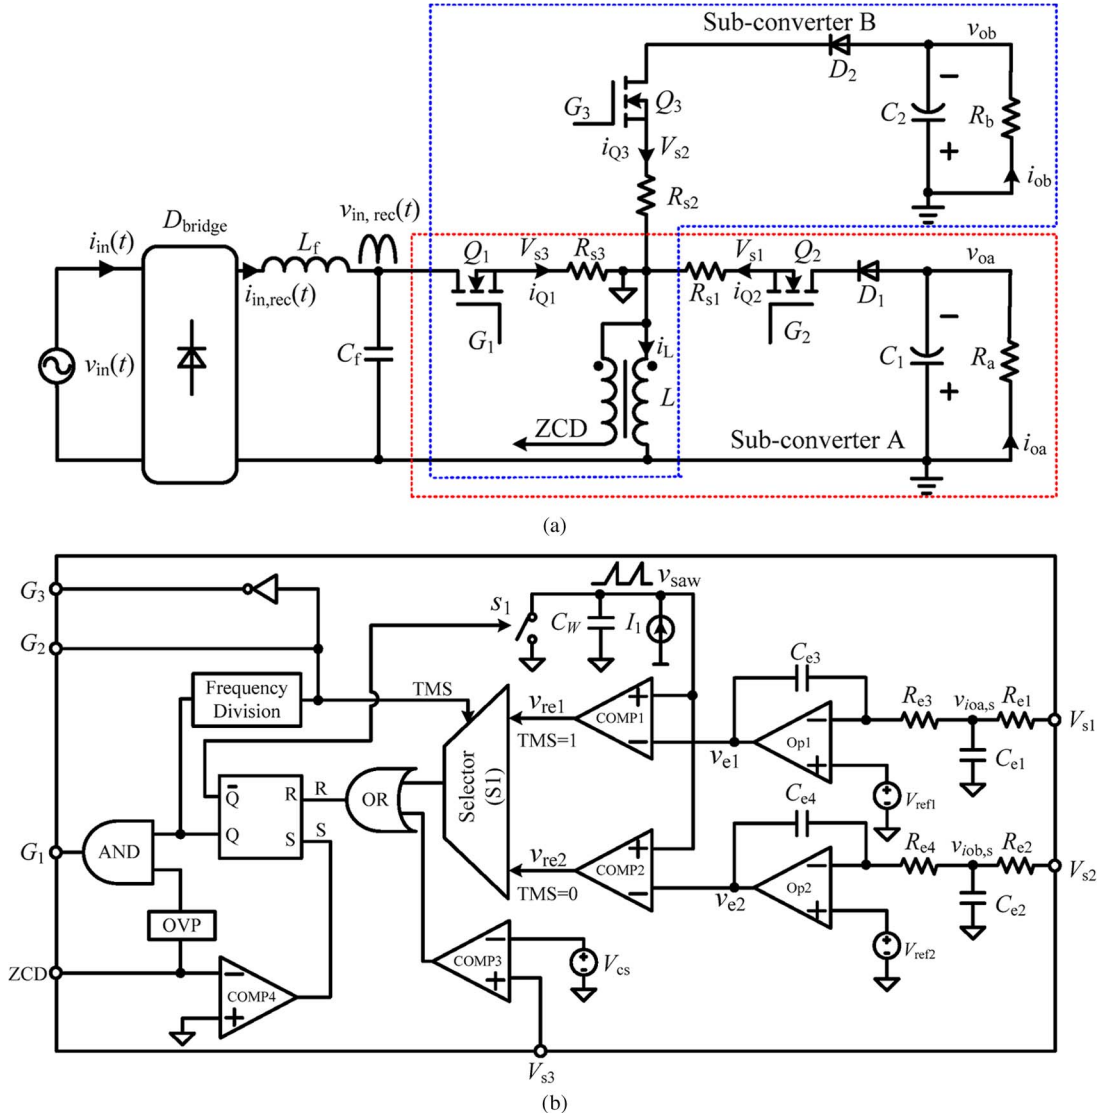 Sub-converter B
v_ob
D_2
G_3
Q_3
C_2
R_b
i_Q3
V_s2
i_ob
R_s2
D_bridge
v_in, rec(t)
i_in(t)
L_f
Q_1
V_s3
R_s3
V_s1
Q_2
v_oa
i_in,rec(t)
i_Q1
R_s1
i_Q2
D_1
G_1
G_2
v_in(t)
C_f
i_L
C_1
R_a
L
ZCD
Sub-converter A
i_oa
(a)
G_3
v_saw
s_1
C_W
I_1
G_2
C_e3
Frequency
Division
TMS
v_re1
COMP1
R_e3
v_ioa,s
R_e1
TMS=1
Op1
V_s1
v_e1
C_e1
Q̄
R
R
OR
Selector
(S1)
V_ref1
C_e4
G_1
AND
Q
S
S
v_re2
COMP2
R_e4
v_iob,s
R_e2
TMS=0
Op2
V_s2
v_e2
C_e2
OVP
V_ref2
ZCD
COMP4
COMP3
V_cs
V_s3
(b)